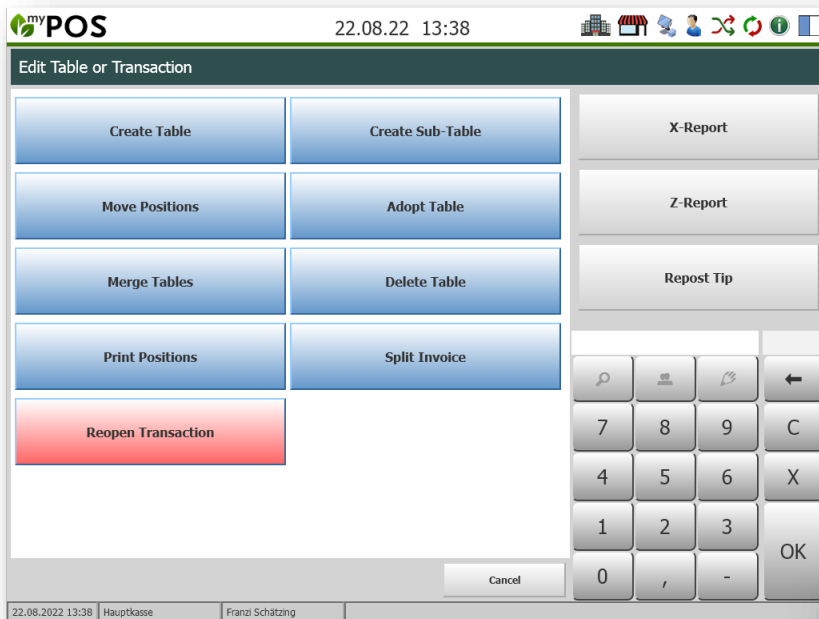 myPOS 22.08.22 13:38
Edit Table or Transaction
Create Table Create Sub-Table X-Report
Move Positions Adopt Table Z-Report
Merge Tables Delete Table Repost Tip
Print Positions Split Invoice
Reopen Transaction
7 8 9 C
4 5 6 X
1 2 3 OK
0 , -
Cancel
22.08.2022 13:38 Hauptkasse Franzi Schätzing